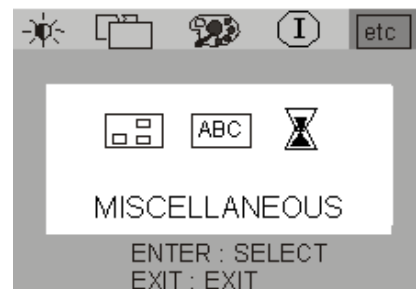 I etc
ABC
MISCELLANEOUS
ENTER : SELECT
EXIT : EXIT